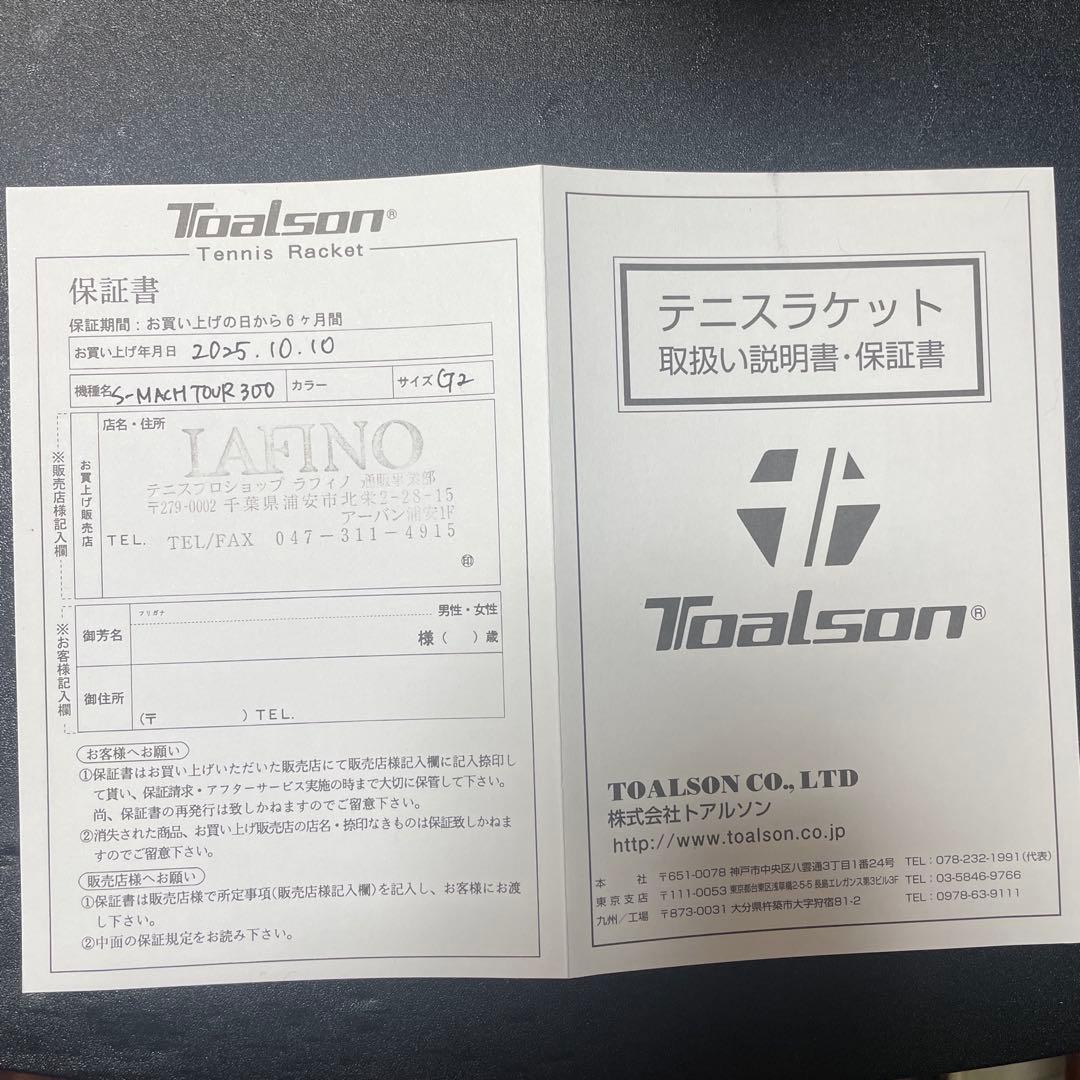 Toalson®
Tennis Racket
保証書
保証期間：お買い上げの日から6ヶ月間
お買い上げ年月日 2025.10.10
機種名 S-MACH TOUR 300 カラー サイズ G2
※販売店様記入欄
お買上げ販売店
店名・住所
LAFINO
テニスプロショップ ラフィノ 通販事業部
〒279-0002 千葉県浦安市北栄2-28-15
アーバン浦安1F
TEL. TEL/FAX 047-311-4915
㊞
※お客様記入欄
フリガナ 男性・女性
御芳名 様（ ）歳
御住所
（〒 ）TEL.
お客様へお願い
①保証書はお買い上げいただいた販売店にて販売店様記入欄に記入捺印し
て貰い、保証請求・アフターサービス実施の時まで大切に保管して下さい。
尚、保証書の再発行は致しかねますのでご留意下さい。
②消失された商品、お買い上げ販売店の店名・捺印なきものは保証致しかねま
すのでご留意下さい。
販売店様へお願い
①保証書は販売店様で所定事項(販売店様記入欄)を記入し、お客様にお渡
し下さい。
②中面の保証規定をお読み下さい。
テニスラケット
取扱い説明書・保証書
Toalson®
TOALSON CO., LTD
株式会社トアルソン
http://www.toalson.co.jp
本 社 〒651-0078 神戸市中央区八雲通3丁目1番24号 TEL：078-232-1991(代表)
東京支店 〒111-0053 東京都台東区浅草橋2-5-5 長島エレガンス第3ビル3F TEL：03-5846-9766
九州／工場 〒873-0031 大分県杵築市大字狩宿81-2 TEL：0978-63-9111